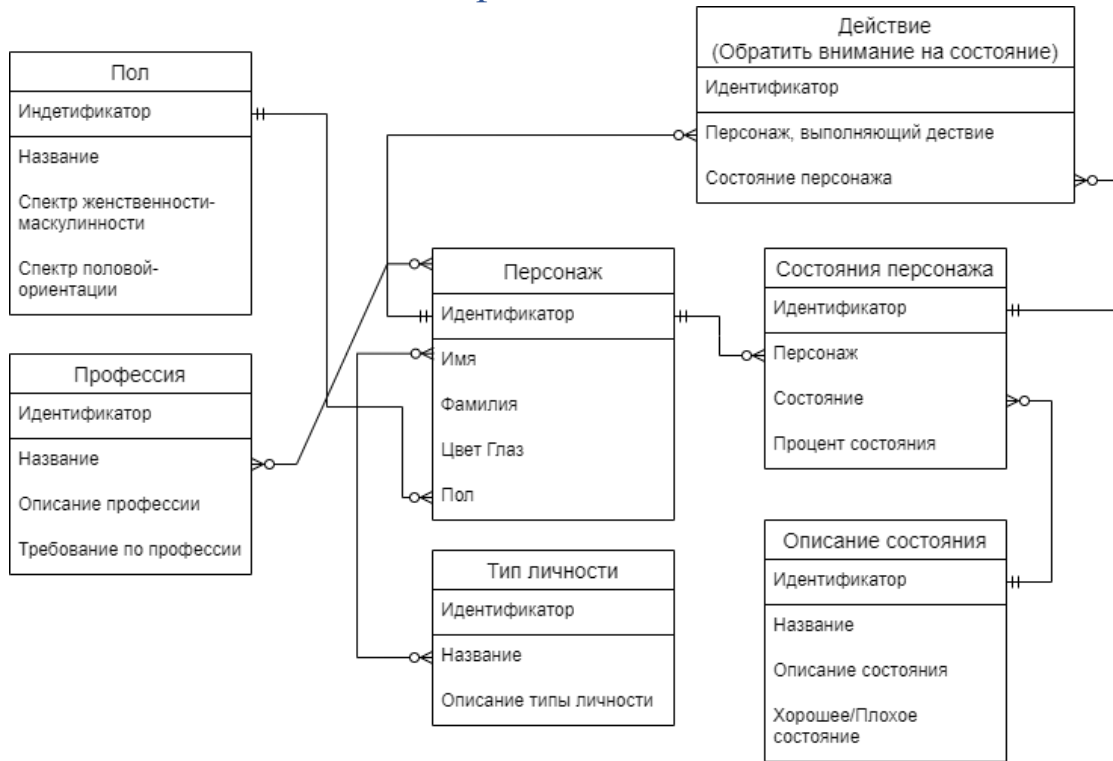 Пол
Индетификатор
Название
Спектр женственности-
маскулинности
Спектр половой-
ориентации
Профессия
Идентификатор
Название
Описание профессии
Требование по профессии
Действие
(Обратить внимание на состояние)
Идентификатор
Персонаж, выполняющий дествие
Состояние персонажа
Персонаж
Идентификатор
Имя
Фамилия
Цвет Глаз
Пол
Тип личности
Идентификатор
Название
Описание типы личности
Состояния персонажа
Идентификатор
Персонаж
Состояние
Процент состояния
Описание состояния
Идентификатор
Название
Описание состояния
Хорошее/Плохое
состояние